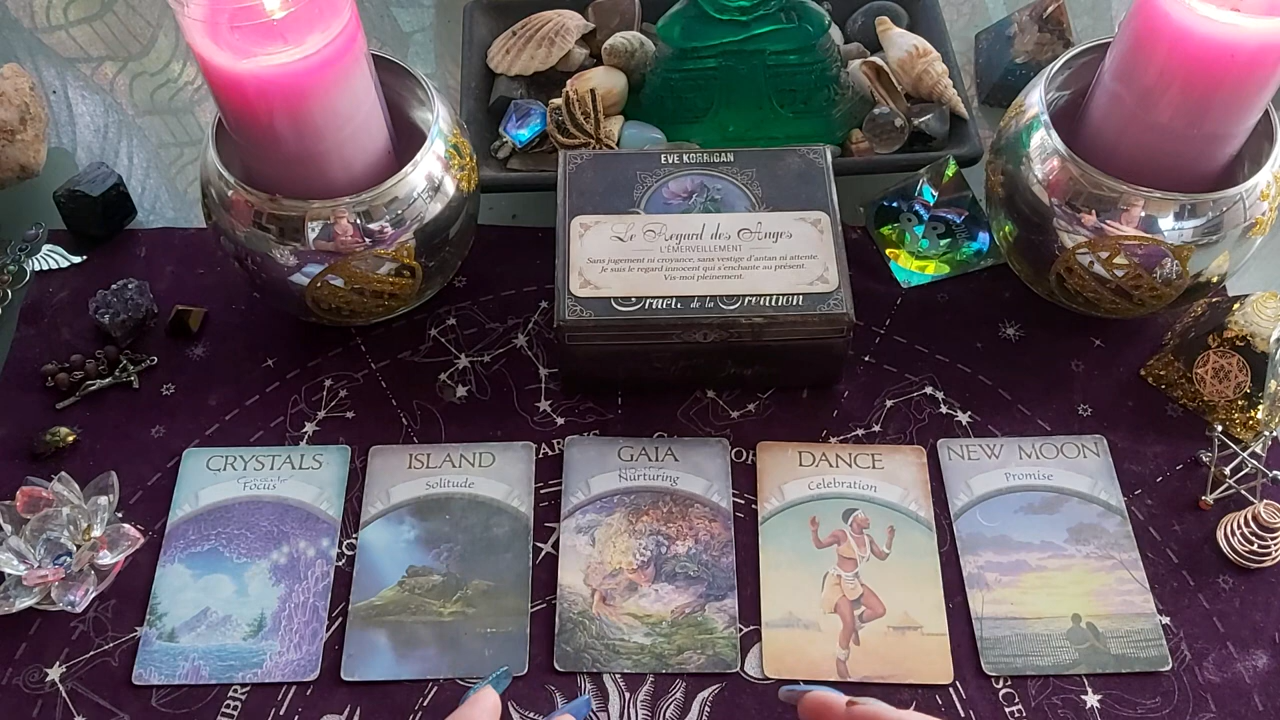 EVE KORRIGAN
Le Regard des Anges
L'ÉMERVEILLEMENT
Sans jugement ni croyance, sans vestige d'antan ni attente.
Je suis le regard innocent qui s'enchante au présent.
Vis-moi pleinement.
Oracle de la Création
CRYSTALS
Focus
ISLAND
Solitude
GAIA
Nurturing
DANCE
Celebration
NEW MOON
Promise